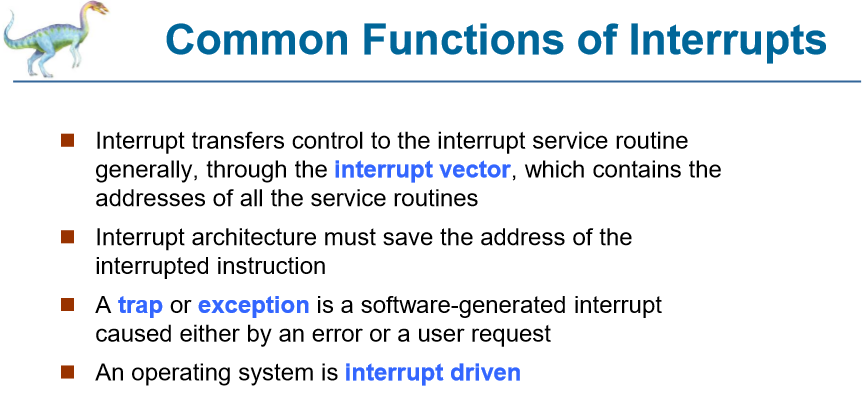 Common Functions of Interrupts
Interrupt transfers control to the interrupt service routine
generally, through the interrupt vector, which contains the
addresses of all the service routines
Interrupt architecture must save the address of the
interrupted instruction
A trap or exception is a software-generated interrupt
caused either by an error or a user request
An operating system is interrupt driven